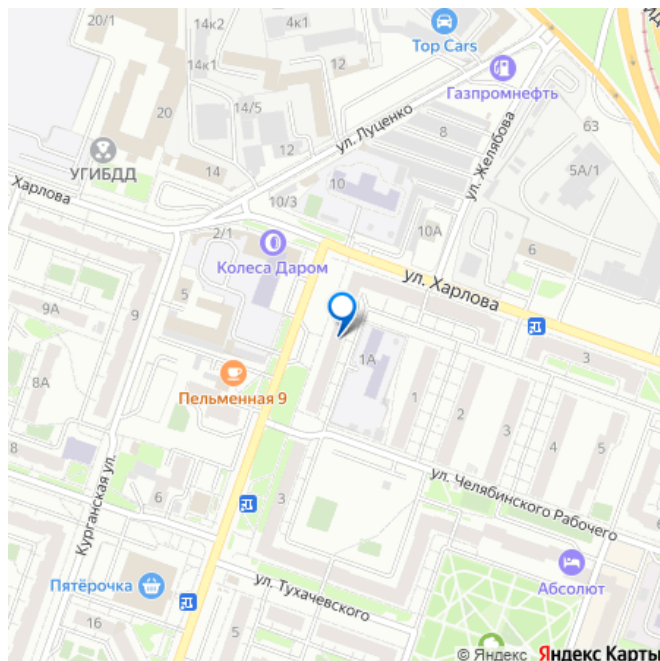 20/1
14к2
4к1
Top Cars
14к1
12
Газпромнефть
14/5
20
ул. Луценко
8
ул. Желябова
63
УГИБДД
12
14
10
5А/1
Харлова
10/3
2/1
10А
6
Колеса Даром
ул. Харлова
5
9А
9
3
1А
8А
Пельменная 9
1
2
3
4
5
8
ул. Челябинского Рабочего
Курганская ул.
6
3
Абсолют
Пятёрочка
ул. Тухачевского
16
5
© Яндекс Яндекс Карты